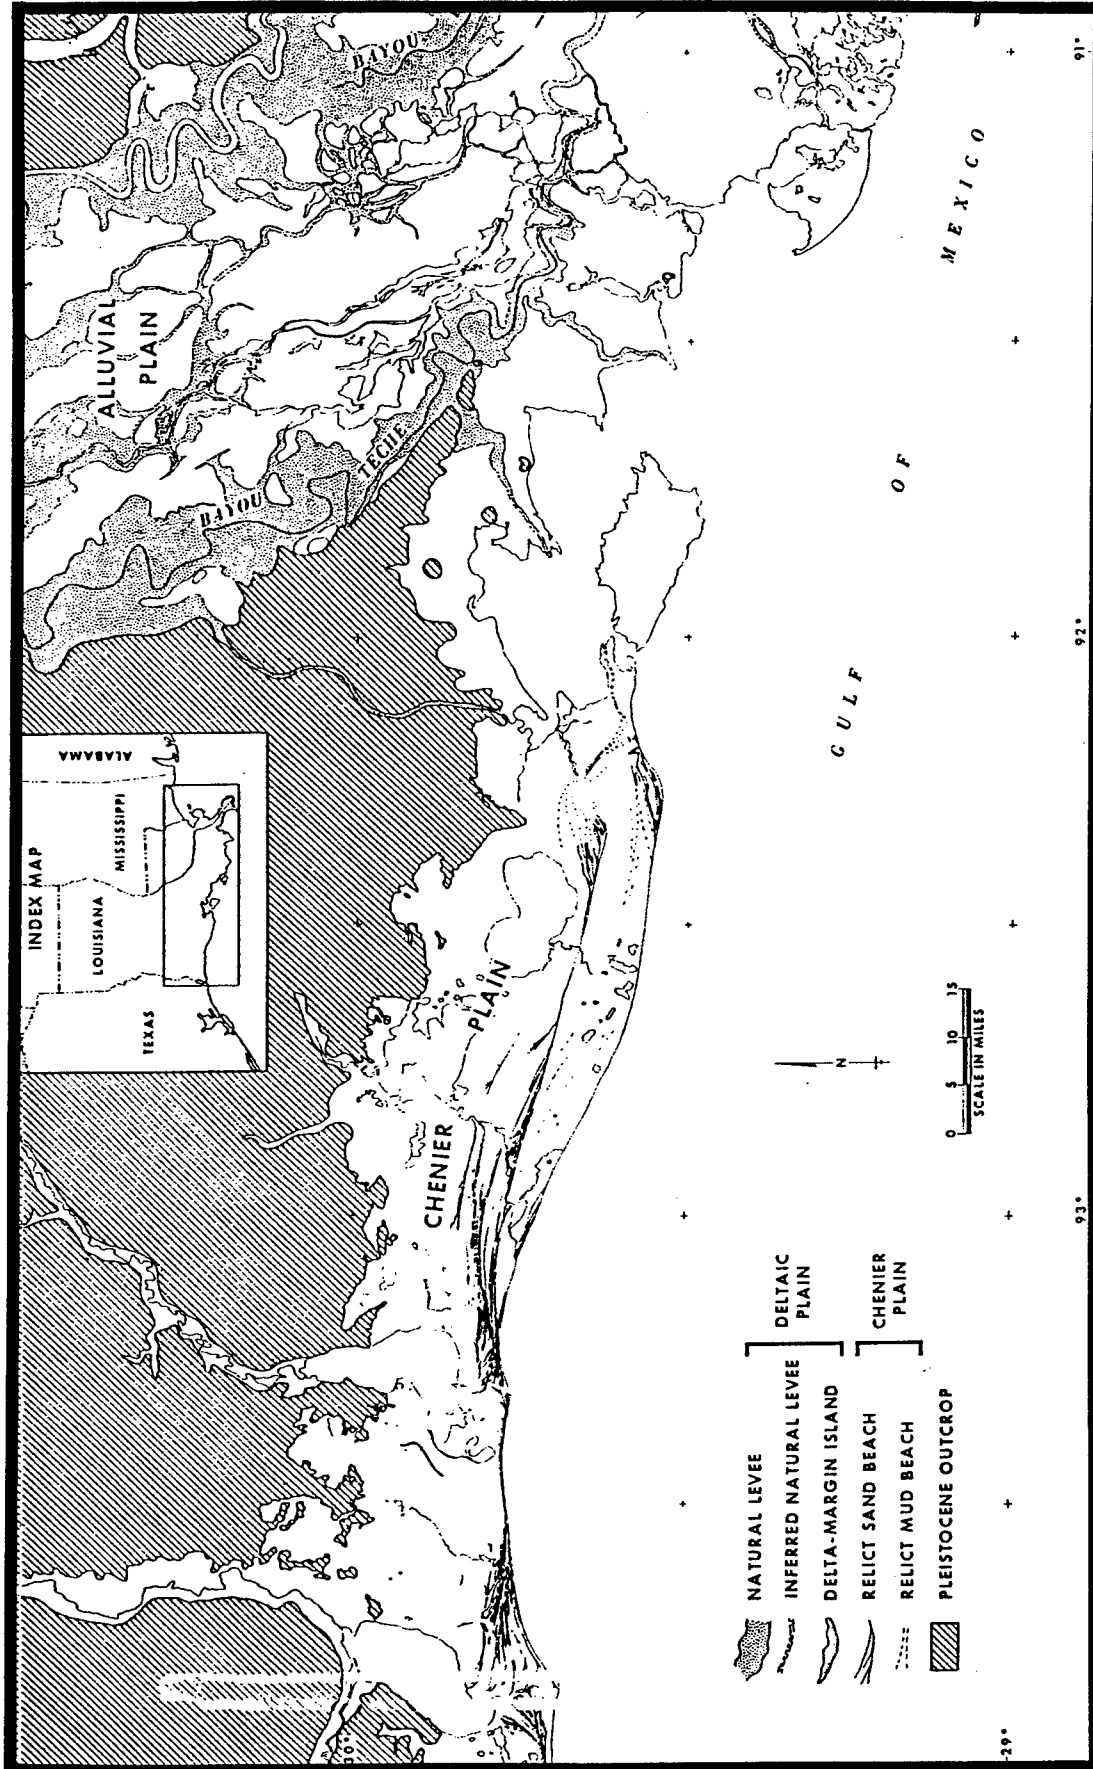 INDEX MAP
TEXAS
LOUISIANA
MISSISSIPPI
ALABAMA
ALLUVIAL
PLAIN
BAYOU
TECHE
BAYOU
CHENIER
PLAIN
GULF
OF
MEXICO
N
0 5 10 15
SCALE IN MILES
NATURAL LEVEE
INFERRED NATURAL LEVEE
DELTA-MARGIN ISLAND
DELTAIC
PLAIN
RELICT SAND BEACH
RELICT MUD BEACH
CHENIER
PLAIN
PLEISTOCENE OUTCROP
29°
93°
92°
91°